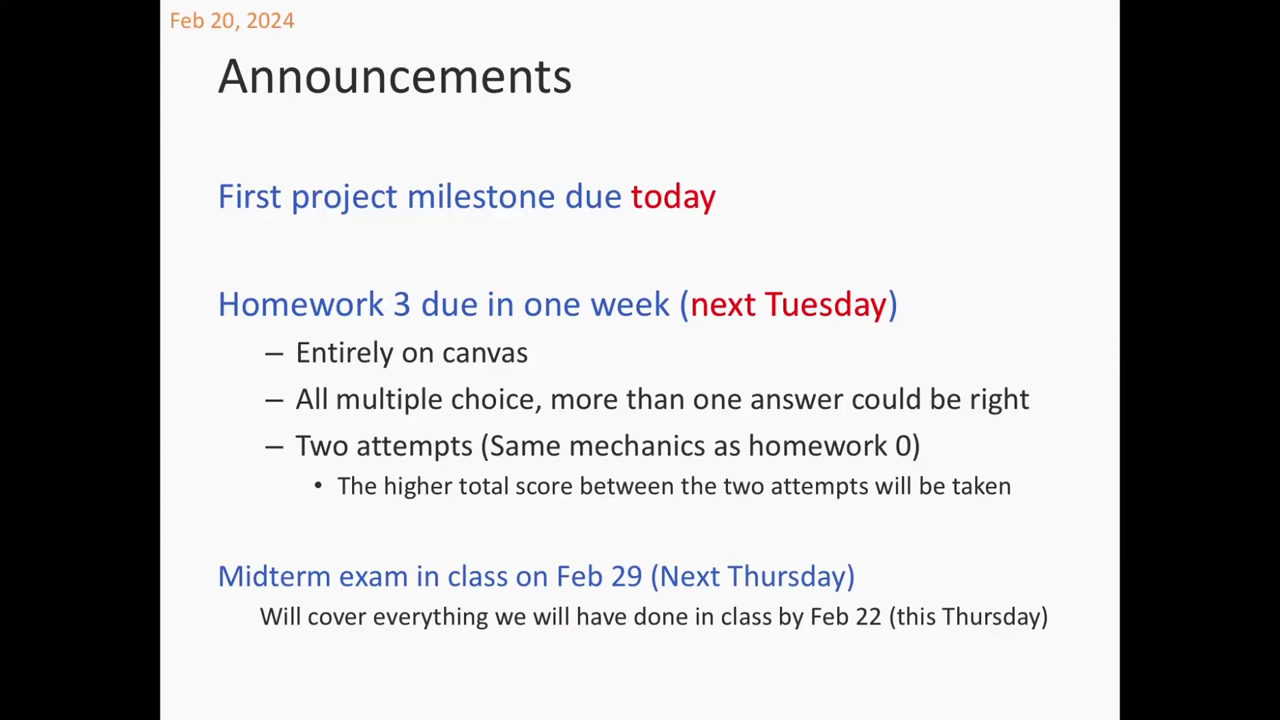 Feb 20, 2024
Announcements
First project milestone due today
Homework 3 due in one week (next Tuesday)
– Entirely on canvas
– All multiple choice, more than one answer could be right
– Two attempts (Same mechanics as homework 0)
• The higher total score between the two attempts will be taken
Midterm exam in class on Feb 29 (Next Thursday)
Will cover everything we will have done in class by Feb 22 (this Thursday)